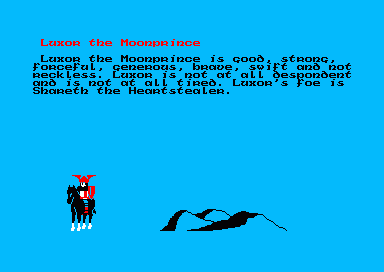 Luxor the Moonprince
Luxor the Moonprince is good, strong,
forceful, generous, brave, swift and not
reckless. Luxor is not at all despondent
and is not at all tired. Luxor's foe is
Shareth the Heartstealer.